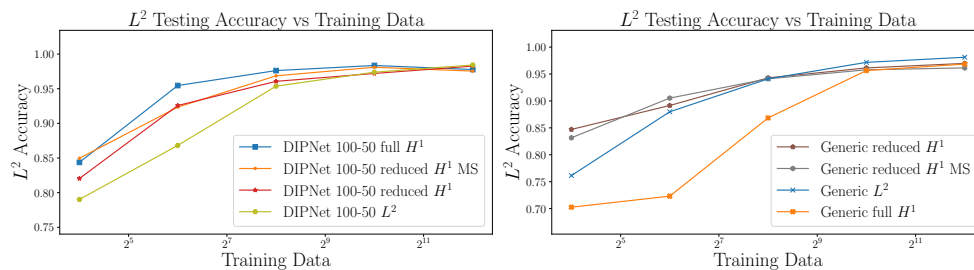 L² Testing Accuracy vs Training Data
L² Accuracy
1.00
0.95
0.90
0.85
0.80
0.75
2⁵
2⁷
2⁹
2¹¹
Training Data
DIPNet 100-50 full H¹
DIPNet 100-50 reduced H¹ MS
DIPNet 100-50 reduced H¹
DIPNet 100-50 L²
L² Testing Accuracy vs Training Data
L² Accuracy
1.00
0.95
0.90
0.85
0.80
0.75
0.70
2⁵
2⁷
2⁹
2¹¹
Training Data
Generic reduced H¹
Generic reduced H¹ MS
Generic L²
Generic full H¹